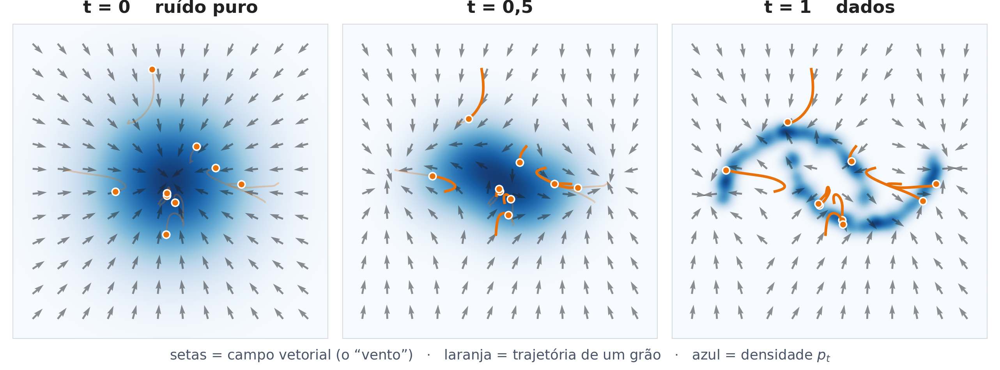 t = 0    ruído puro
t = 0,5
t = 1    dados
setas = campo vetorial (o “vento”)   ·   laranja = trajetória de um grão   ·   azul = densidade pₜ